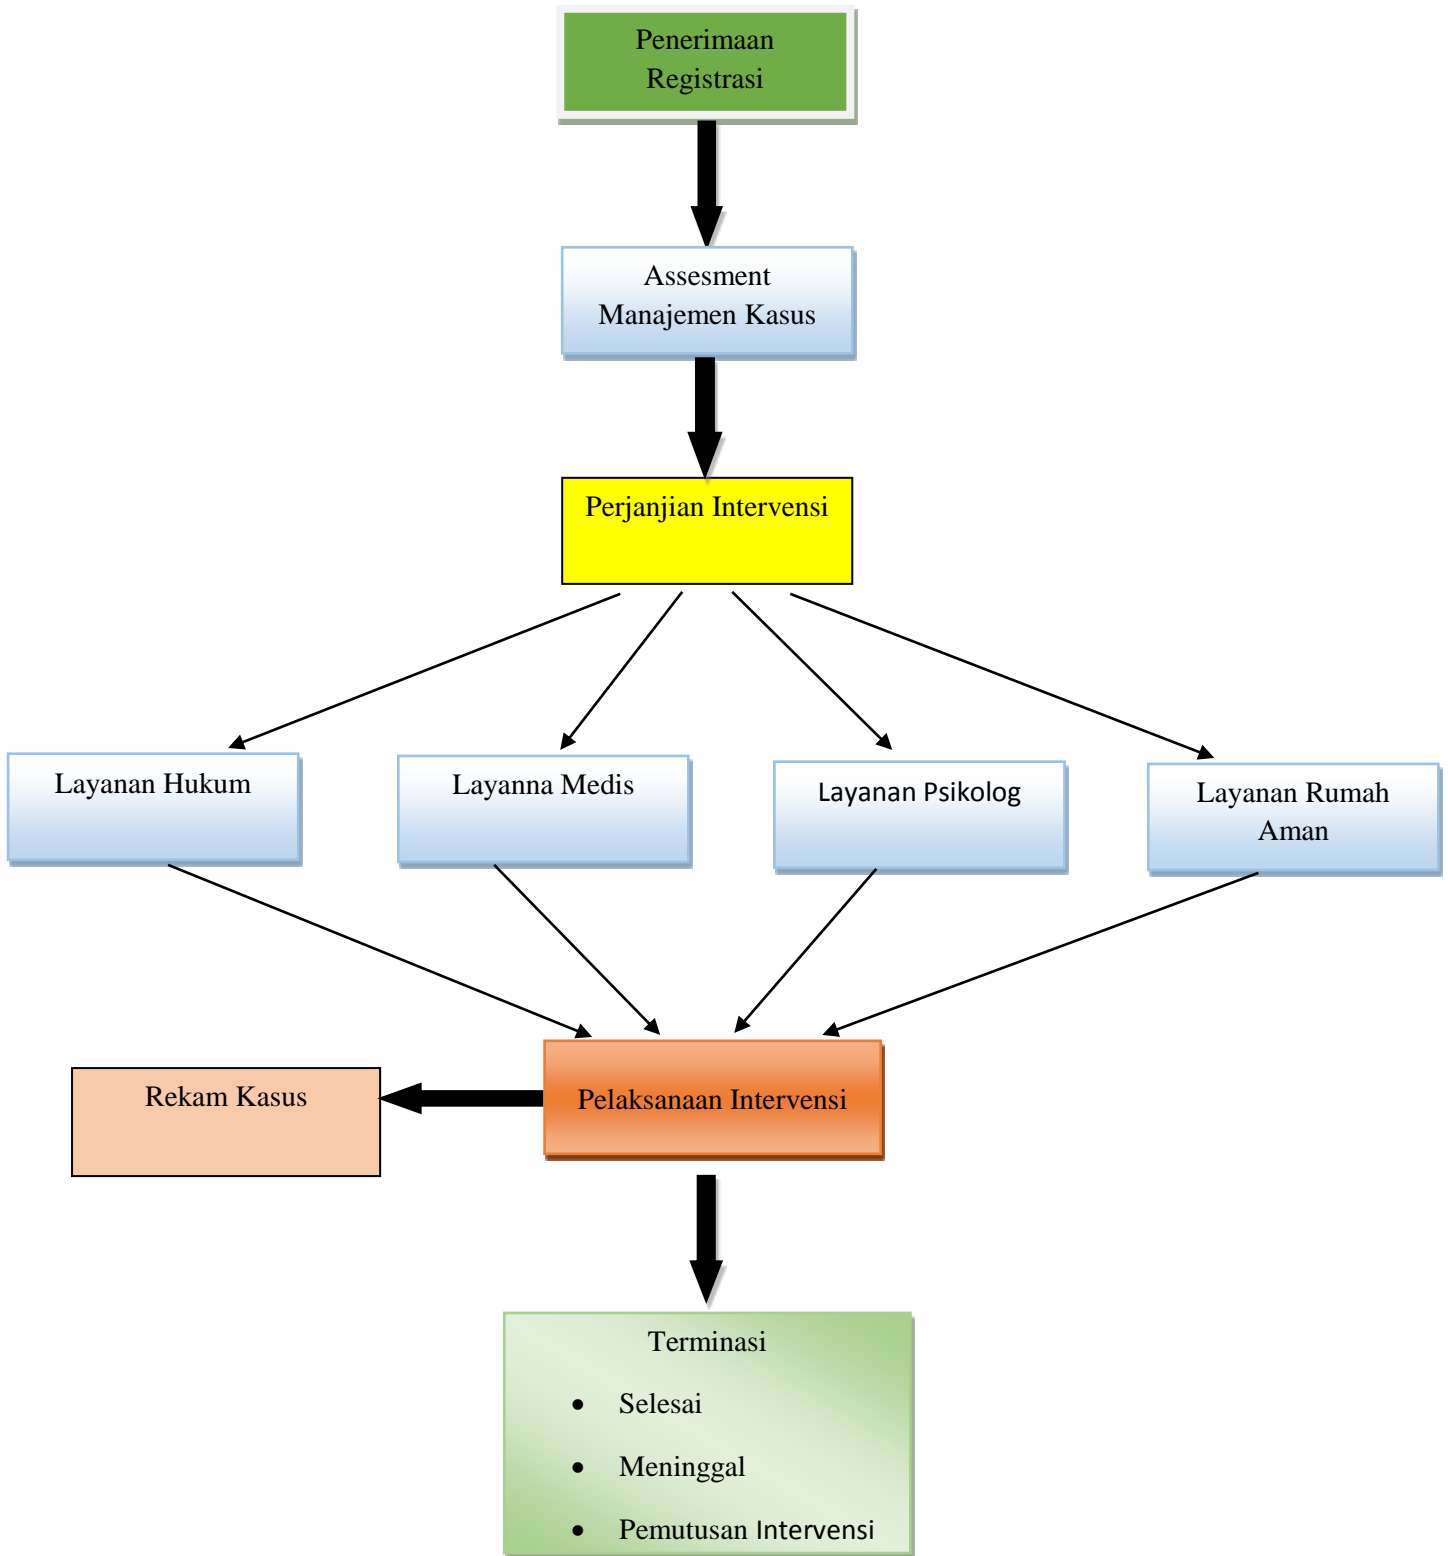 Penerimaan
Registrasi
Assesment
Manajemen Kasus
Perjanjian Intervensi
Layanan Hukum
Layanna Medis
Layanan Psikolog
Layanan Rumah
Aman
Rekam Kasus
Pelaksanaan Intervensi
Terminasi
• Selesai
• Meninggal
• Pemutusan Intervensi